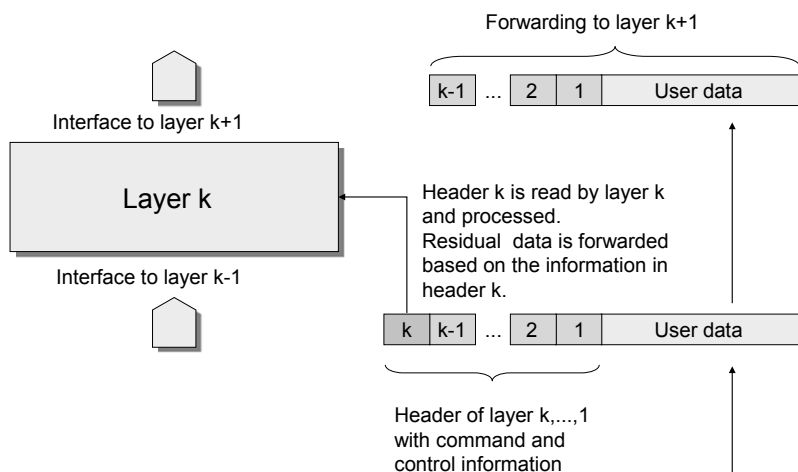 Forwarding to layer k+1
k-1 ... 2 1 User data
Interface to layer k+1
Layer k
Header k is read by layer k
and processed.
Residual data is forwarded
based on the information in
header k.
Interface to layer k-1
k k-1 ... 2 1 User data
Header of layer k,...,1
with command and
control information